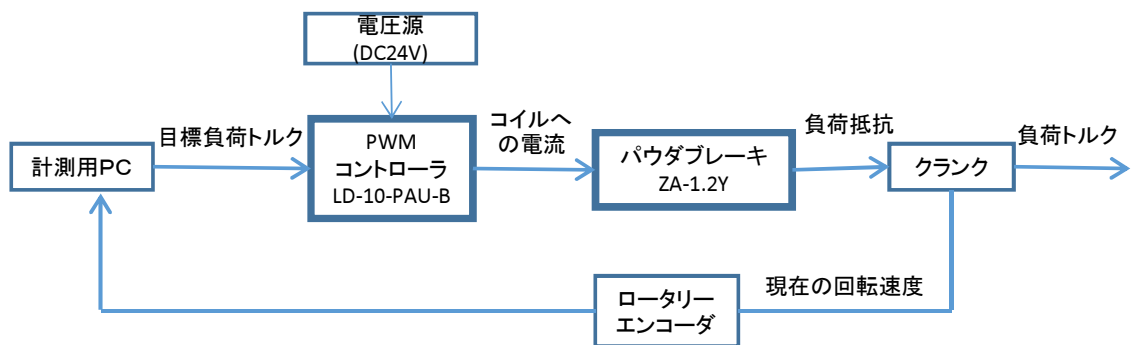 電圧源
(DC24V)
目標負荷トルク
コイルへ
の電流
負荷抵抗
負荷トルク
計測用PC
PWM
コントローラ
LD-10-PAU-B
パウダブレーキ
ZA-1.2Y
クランク
現在の回転速度
ロータリー
エンコーダ